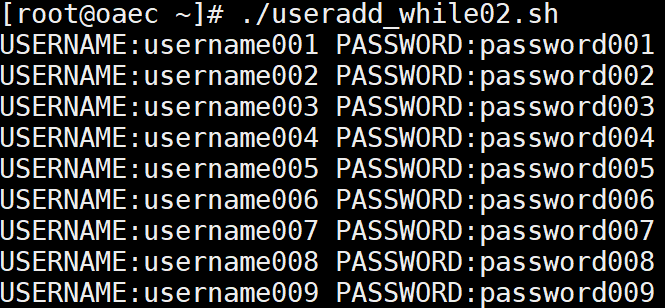 [root@oaec ~]# ./useradd_while02.sh
USERNAME:username001 PASSWORD:password001
USERNAME:username002 PASSWORD:password002
USERNAME:username003 PASSWORD:password003
USERNAME:username004 PASSWORD:password004
USERNAME:username005 PASSWORD:password005
USERNAME:username006 PASSWORD:password006
USERNAME:username007 PASSWORD:password007
USERNAME:username008 PASSWORD:password008
USERNAME:username009 PASSWORD:password009